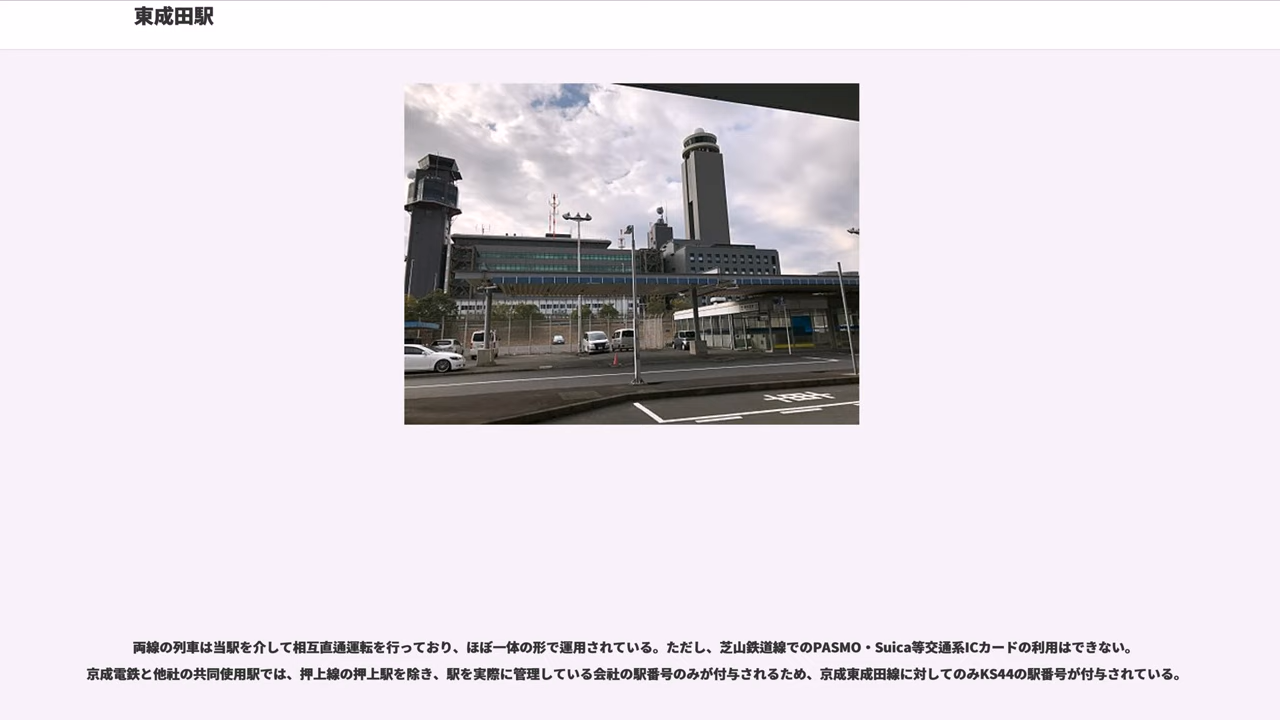 東成田駅
両線の列車は当駅を介して相互直通運転を行っており、ほぼ一体の形で運用されている。ただし、芝山鉄道線でのPASMO・Suica等交通系ICカードの利用はできない。
京成電鉄と他社の共同使用駅では、押上線の押上駅を除き、駅を実際に管理している会社の駅番号のみが付与されるため、京成東成田線に対してのみKS44の駅番号が付与されている。